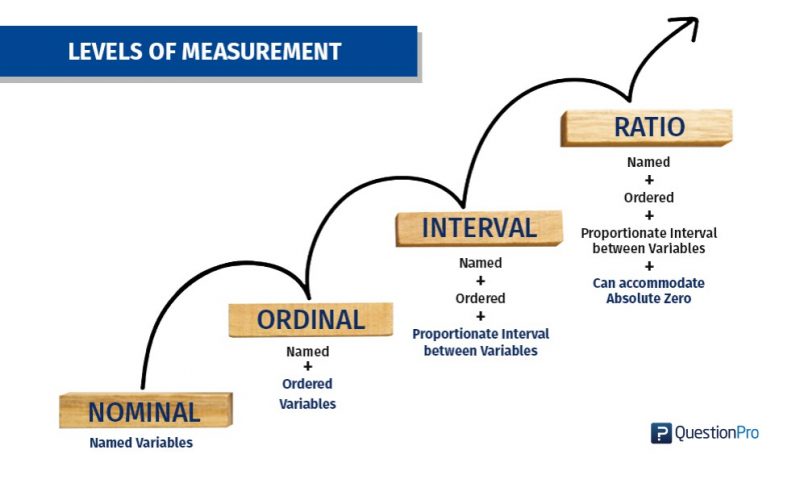 LEVELS OF MEASUREMENT
RATIO
Named
+
Ordered
+
Proportionate Interval
between Variables
+
Can accommodate
Absolute Zero
INTERVAL
Named
+
Ordered
+
Proportionate Interval
between Variables
ORDINAL
Named
+
Ordered
Variables
NOMINAL
Named Variables
QuestionPro